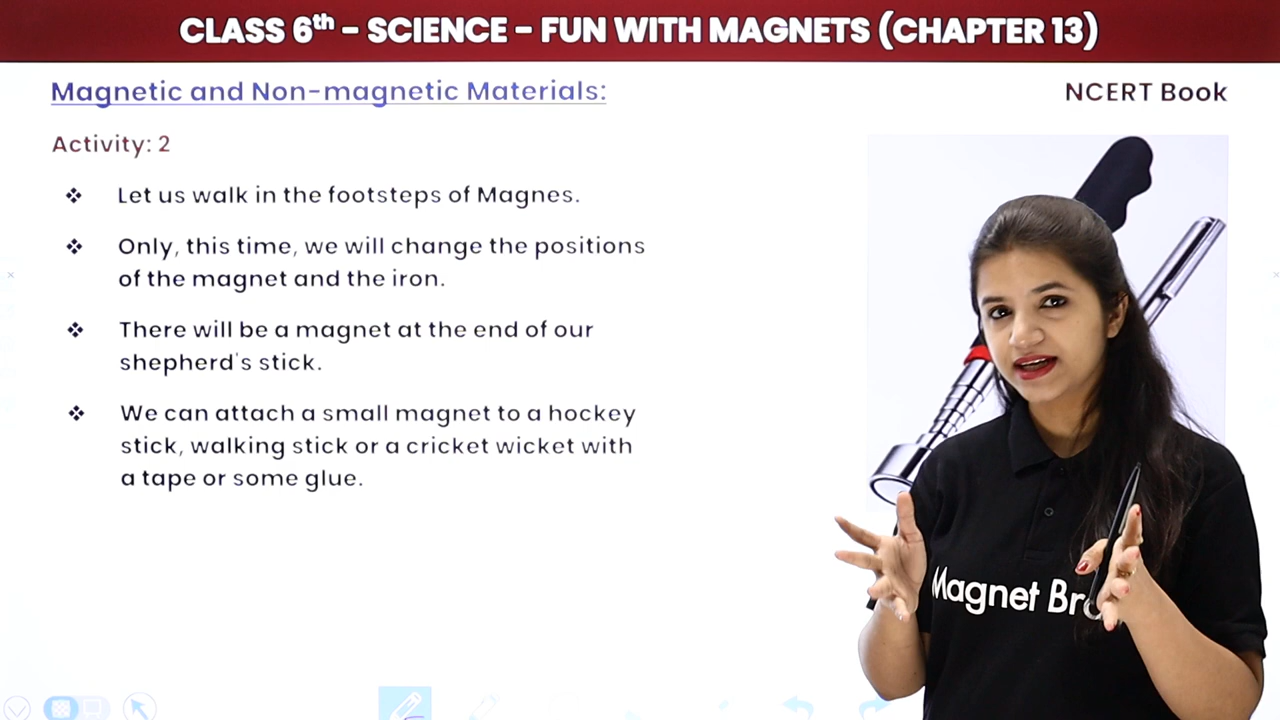 CLASS 6th – SCIENCE – FUN WITH MAGNETS (CHAPTER 13)
Magnetic and Non-magnetic Materials:
NCERT Book
Activity: 2
❖ Let us walk in the footsteps of Magnes.
❖ Only, this time, we will change the positions
of the magnet and the iron.
❖ There will be a magnet at the end of our
shepherd's stick.
❖ We can attach a small magnet to a hockey
stick, walking stick or a cricket wicket with
a tape or some glue.
Magnet Br